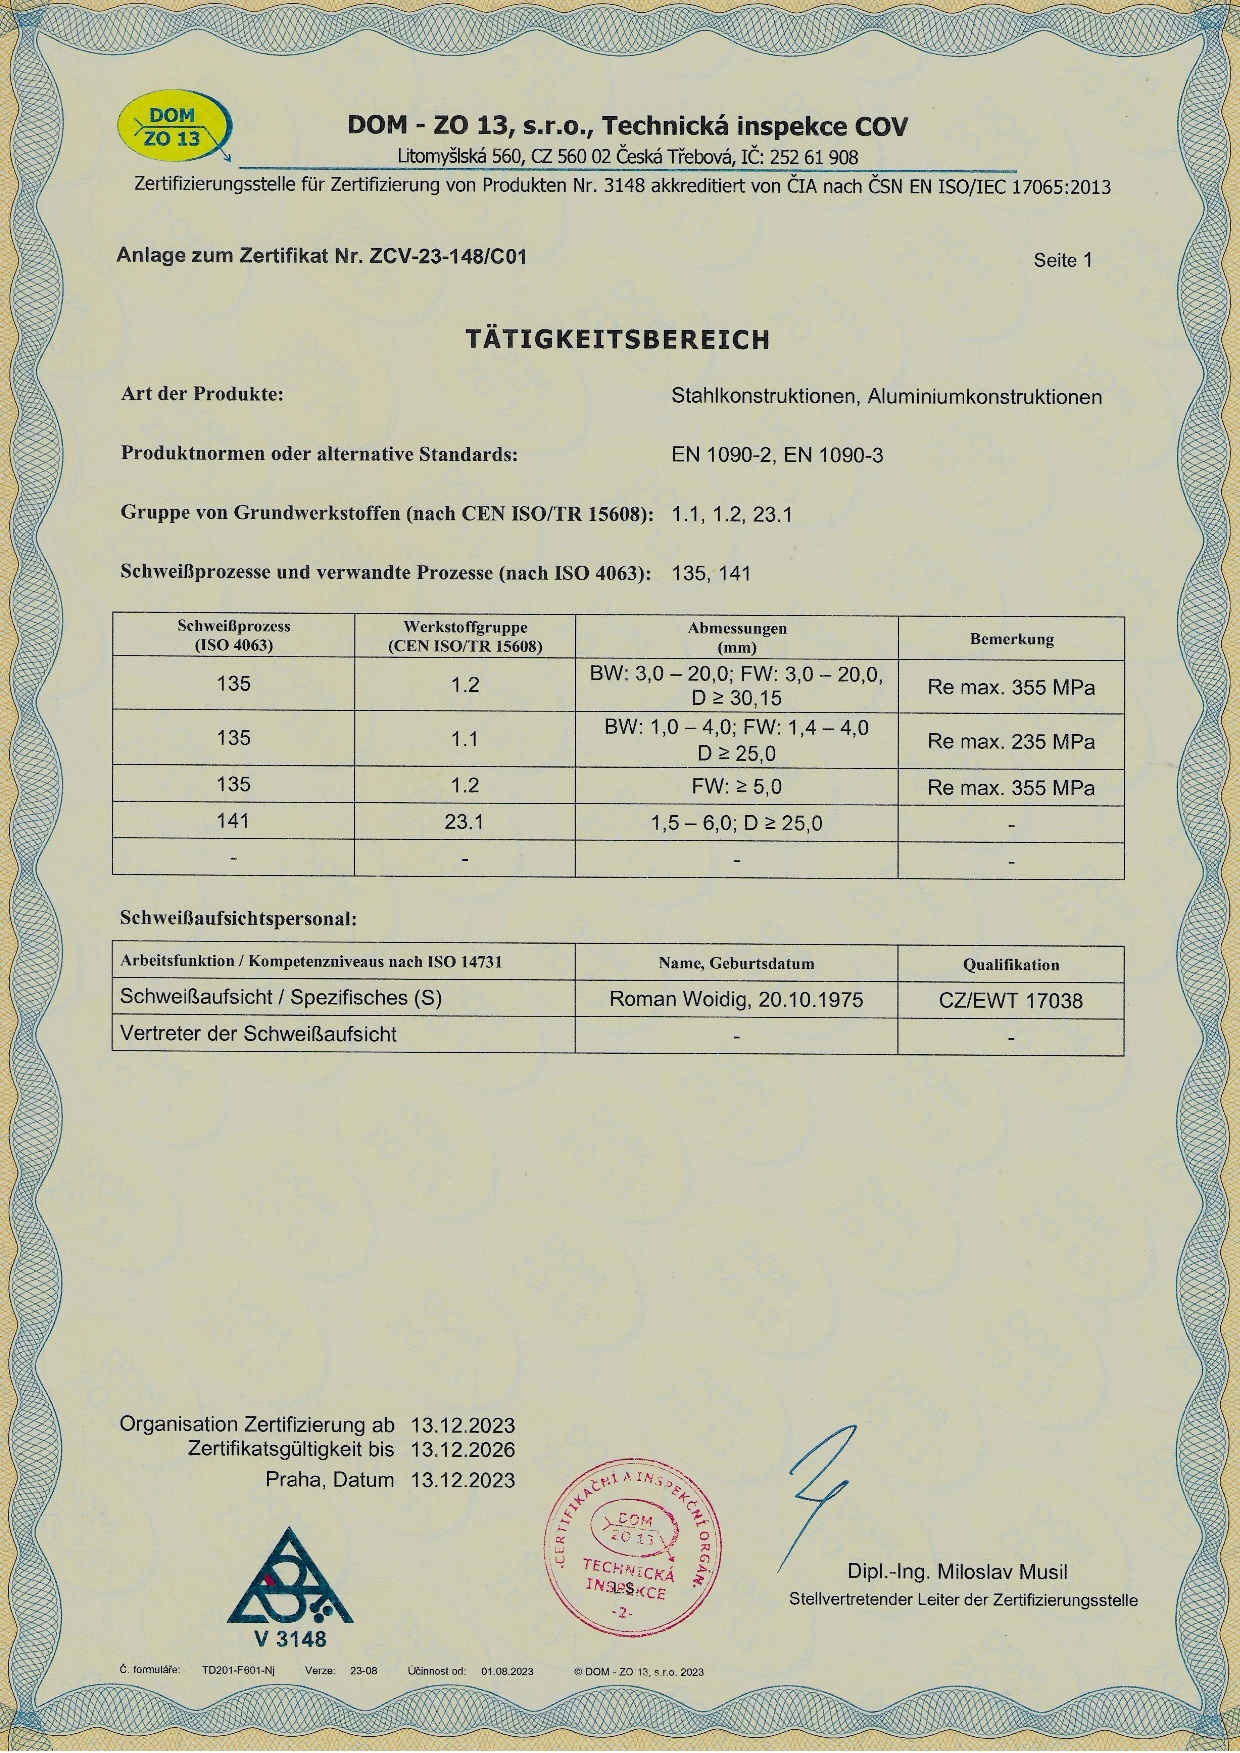 DOM
ZO 13
DOM - ZO 13, s.r.o., Technická inspekce COV
Litomyšlská 560, CZ 560 02 Česká Třebová, IČ: 252 61 908
Zertifizierungsstelle für Zertifizierung von Produkten Nr. 3148 akkreditiert von ČIA nach ČSN EN ISO/IEC 17065:2013
Anlage zum Zertifikat Nr. ZCV-23-148/C01 Seite 1
TÄTIGKEITSBEREICH
Art der Produkte: Stahlkonstruktionen, Aluminiumkonstruktionen
Produktnormen oder alternative Standards: EN 1090-2, EN 1090-3
Gruppe von Grundwerkstoffen (nach CEN ISO/TR 15608): 1.1, 1.2, 23.1
Schweißprozesse und verwandte Prozesse (nach ISO 4063): 135, 141
Schweißprozess
(ISO 4063)
Werkstoffgruppe
(CEN ISO/TR 15608)
Abmessungen
(mm)
Bemerkung
135
1.2
BW: 3,0 – 20,0; FW: 3,0 – 20,0,
D ≥ 30,15
Re max. 355 MPa
135
1.1
BW: 1,0 – 4,0; FW: 1,4 – 4,0
D ≥ 25,0
Re max. 235 MPa
135 1.2 FW: ≥ 5,0 Re max. 355 MPa
141 23.1 1,5 – 6,0; D ≥ 25,0 -
- - - -
Schweißaufsichtspersonal:
Arbeitsfunktion / Kompetenzniveaus nach ISO 14731 Name, Geburtsdatum Qualifikation
Schweißaufsicht / Spezifisches (S) Roman Woidig, 20.10.1975 CZ/EWT 17038
Vertreter der Schweißaufsicht - -
Organisation Zertifizierung ab 13.12.2023
Zertifikatsgültigkeit bis 13.12.2026
Praha, Datum 13.12.2023
CERTIFIKAČNÍ A INSPEKČNÍ ORGÁN
DOM
ZO 13
TECHNICKÁ
INSPEKCE
L.S.
-2-
Dipl.-Ing. Miloslav Musil
Stellvertretender Leiter der Zertifizierungsstelle
V 3148
Č. formuláře: TD201-F601-Nj Verze: 23-08 Účinnost od: 01.08.2023 © DOM - ZO 13, s.r.o. 2023